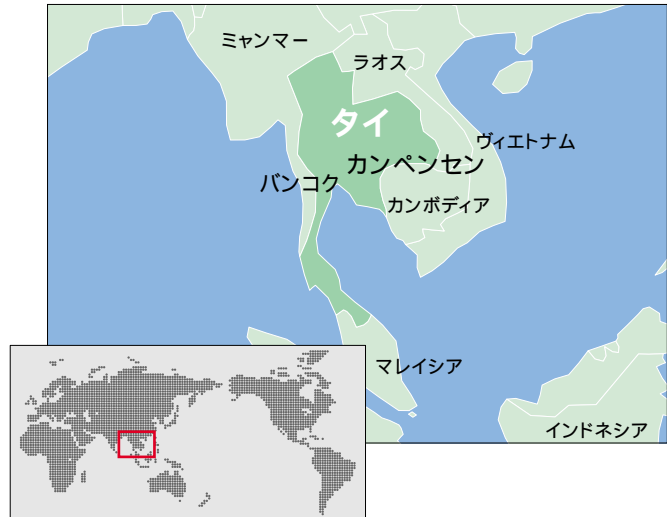 ミャンマー
ラオス
タイ
ヴィエトナム
カンペンセン
バンコク
カンボディア
マレイシア
インドネシア